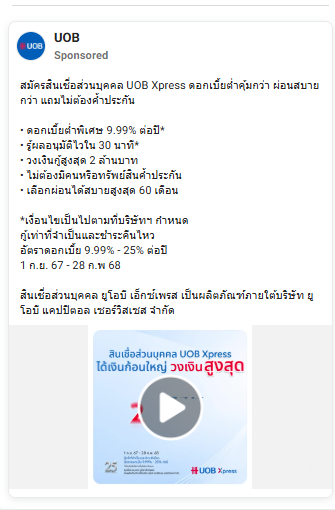 UOB
UOB
Sponsored
สมัครสินเชื่อส่วนบุคคล UOB Xpress ดอกเบี้ยต่ำคุ้มกว่า ผ่อนสบาย
กว่า แถมไม่ต้องค้ำประกัน
• ดอกเบี้ยต่ำพิเศษ 9.99% ต่อปี*
• รู้ผลอนุมัติไวใน 30 นาที*
• วงเงินกู้สูงสุด 2 ล้านบาท
• ไม่ต้องมีคนหรือทรัพย์สินค้ำประกัน
• เลือกผ่อนได้สบายสูงสุด 60 เดือน
*เงื่อนไขเป็นไปตามที่บริษัทฯ กำหนด
กู้เท่าที่จำเป็นและชำระคืนไหว
อัตราดอกเบี้ย 9.99% - 25% ต่อปี
1 ก.ย. 67 - 28 ก.พ 68
สินเชื่อส่วนบุคคล ยูโอบี เอ็กซ์เพรส เป็นผลิตภัณฑ์ภายใต้บริษัท ยู
โอบี แคปปิตอล เซอร์วิสเซส จำกัด
สินเชื่อส่วนบุคคล UOB Xpress
ได้เงินก้อนใหญ่ วงเงินสูงสุด
2
25
1 ก.ย. 67 - 28 ก.พ. 68
UOB Xpress